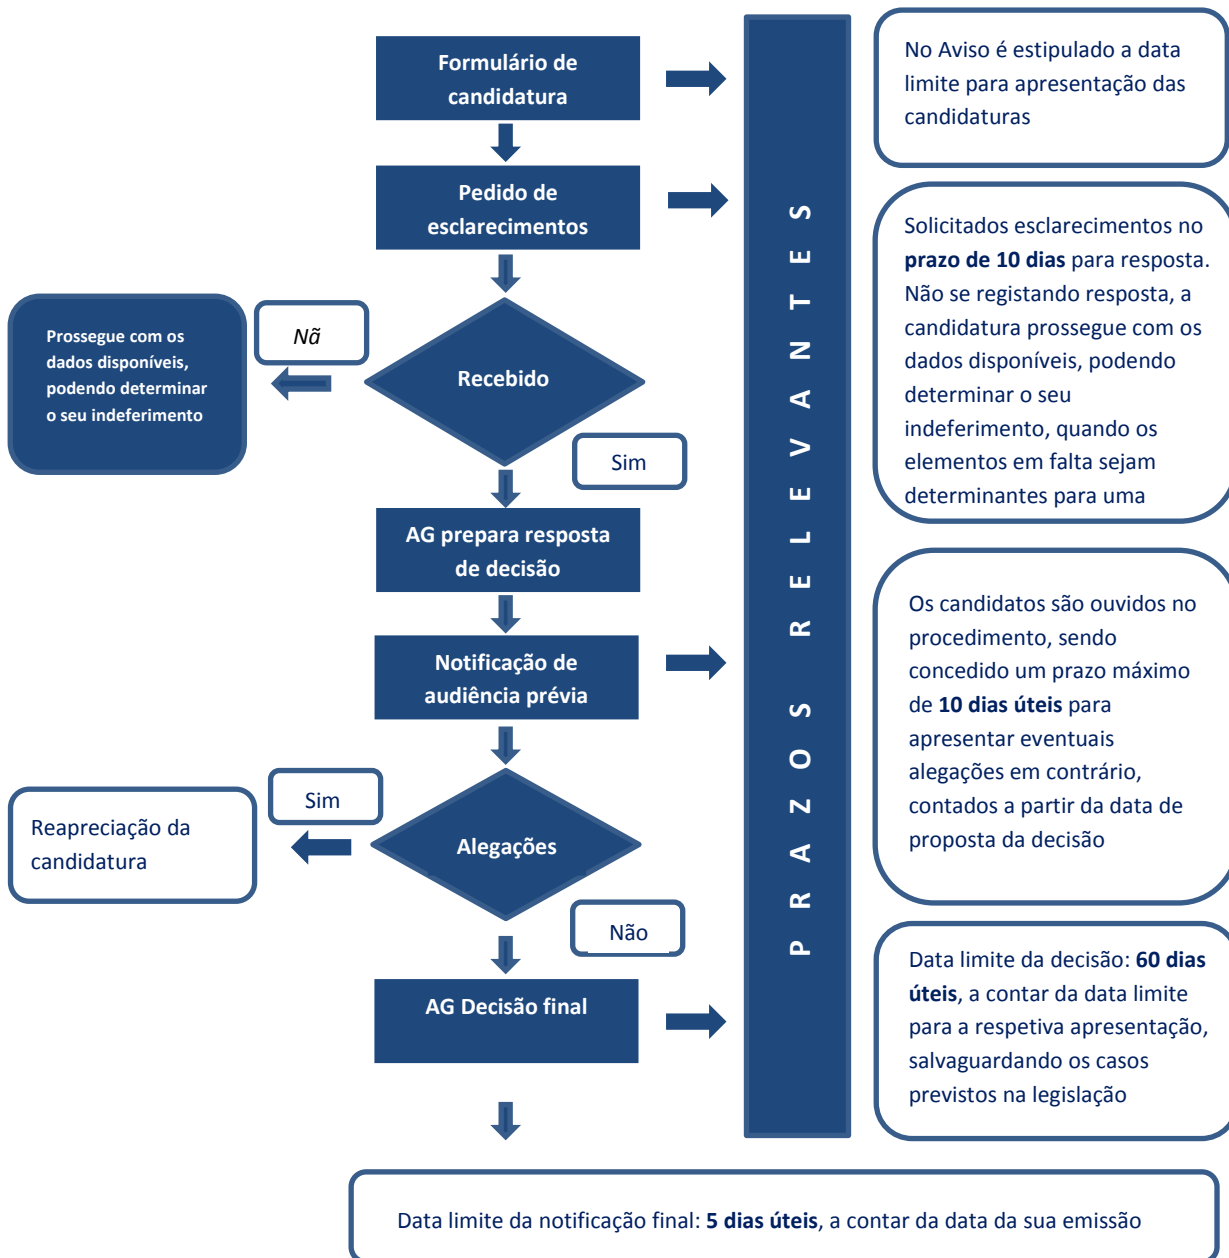 Formulário de
candidatura
No Aviso é estipulado a data
limite para apresentação das
candidaturas
Pedido de
esclarecimentos
Solicitados esclarecimentos no
prazo de 10 dias para resposta.
Não se registando resposta, a
candidatura prossegue com os
dados disponíveis, podendo
determinar o seu
indeferimento, quando os
elementos em falta sejam
determinantes para uma
Recebido
Nã
Prossegue com os
dados disponíveis,
podendo determinar
o seu indeferimento
Sim
AG prepara resposta
de decisão
Notificação de
audiência prévia
Os candidatos são ouvidos no
procedimento, sendo
concedido um prazo máximo
de 10 dias úteis para
apresentar eventuais
alegações em contrário,
contados a partir da data de
proposta da decisão
Alegações
Sim
Reapreciação da
candidatura
Não
AG Decisão final
Data limite da decisão: 60 dias
úteis, a contar da data limite
para a respetiva apresentação,
salvaguardando os casos
previstos na legislação
PRAZOS RELEVANTES
Data limite da notificação final: 5 dias úteis, a contar da data da sua emissão